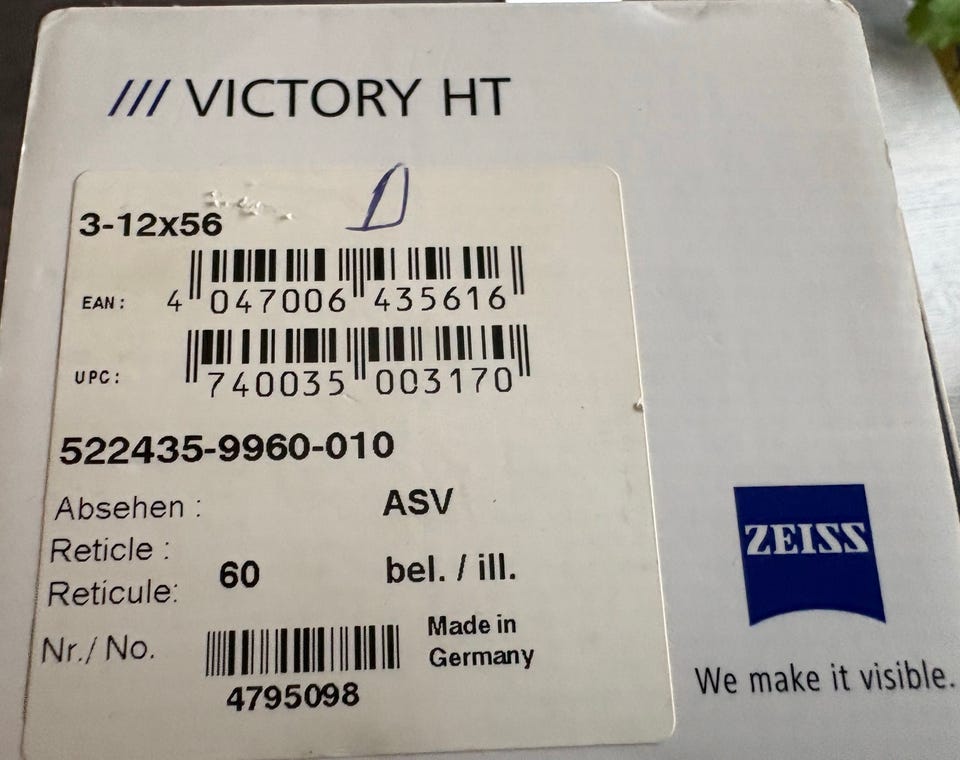 /// VICTORY HT
3-12x56
EAN: 4 047006 435616
UPC: 740035 003170
522435-9960-010
Absehen : ASV
Reticle :
Reticule: 60 bel. / ill.
Nr./ No. 4795098
Made in
Germany
ZEISS
We make it visible.